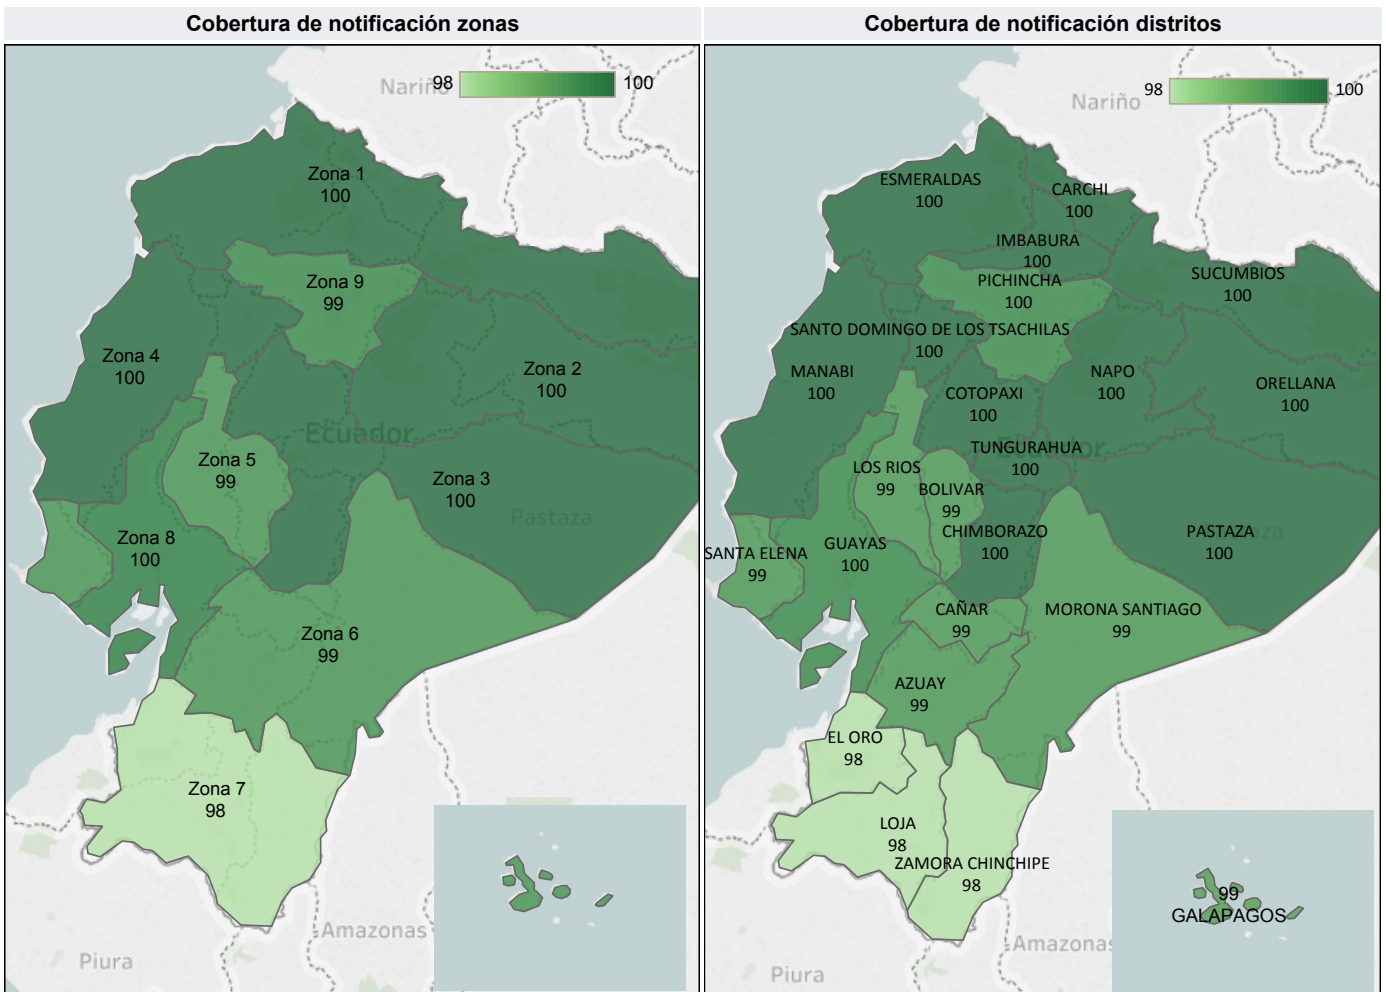 Cobertura de notificación zonas
98
100
Nariño
Zona 1
100
Zona 9
99
Zona 4
100
Zona 2
100
Ecuador
Zona 5
99
Zona 3
100
Pastaza
Zona 8
100
Zona 6
99
Zona 7
98
Amazonas
Piura
Cobertura de notificación distritos
98
100
Nariño
ESMERALDAS
100
CARCHI
100
IMBABURA
100
SUCUMBIOS
100
PICHINCHA
100
SANTO DOMINGO DE LOS TSACHILAS
100
MANABI
100
NAPO
100
COTOPAXI
100
ORELLANA
100
TUNGURAHUA
100
Ecuador
LOS RIOS
99
BOLIVAR
99
CHIMBORAZO
100
PASTAZA
100
SANTA ELENA
99
GUAYAS
100
CAÑAR
99
MORONA SANTIAGO
99
AZUAY
99
EL ORO
98
LOJA
98
ZAMORA CHINCHIPE
98
99
GALAPAGOS
Amazonas
Piura